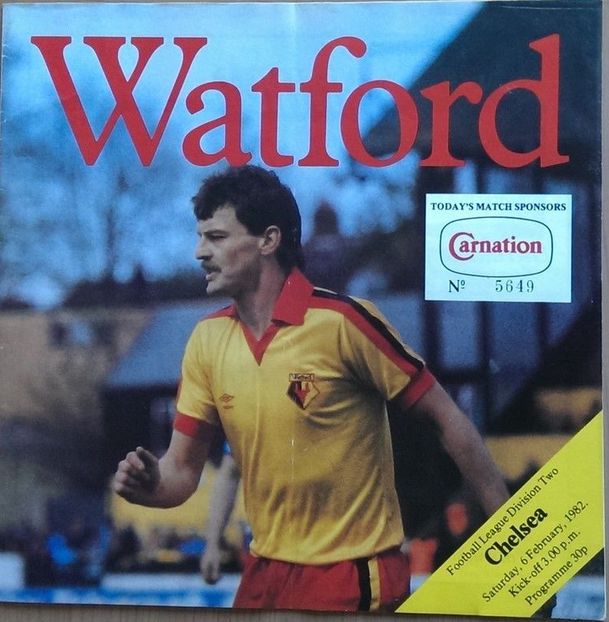 Watford
TODAY'S MATCH SPONSORS
Carnation
Nº 5649
Watford
Football League Division Two
Chelsea
Saturday, 6 February, 1982.
Kick-off 3.00 p.m.
Programme 30p